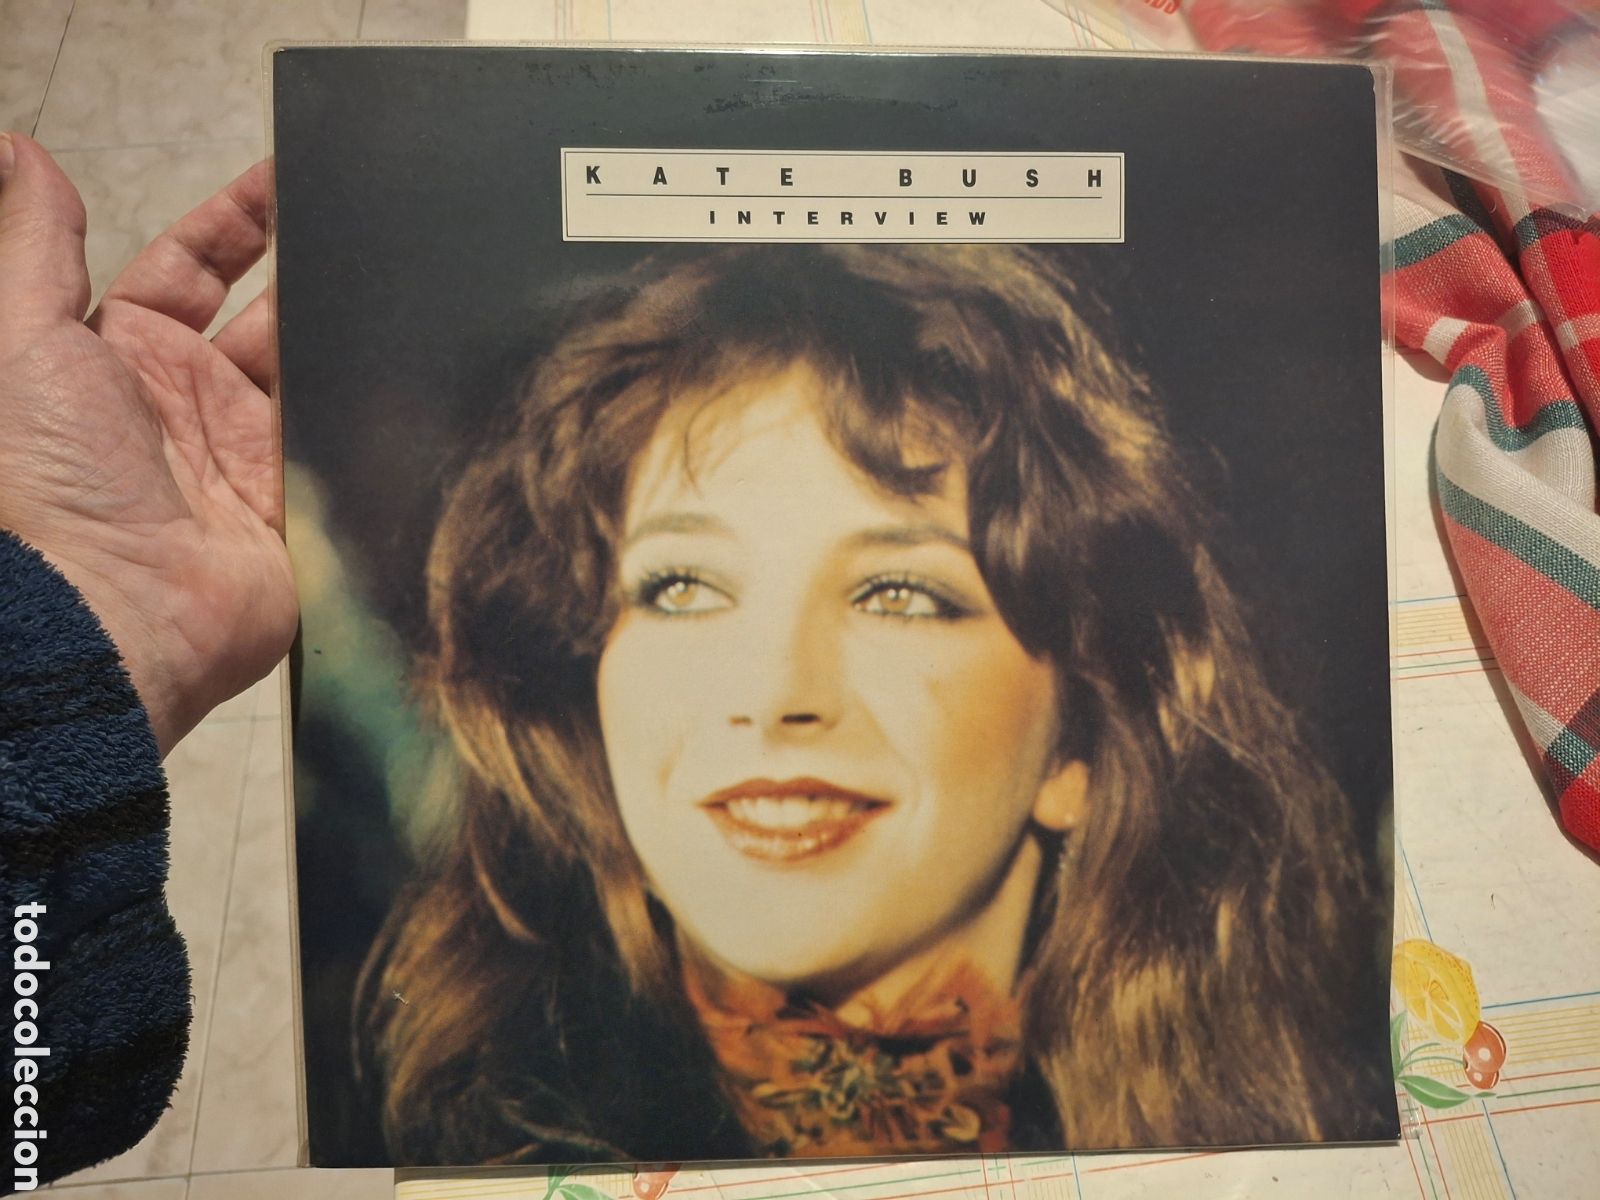 KATE BUSH
INTERVIEW
todocoleccion